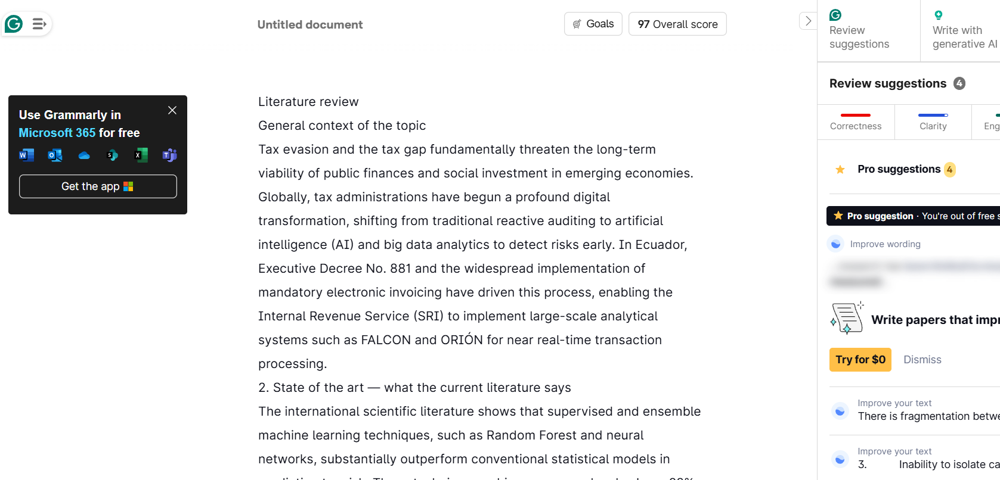 Untitled document
Goals
97 Overall score
Review suggestions
Write with generative AI
Review suggestions 4
Correctness
Clarity
Use Grammarly in
Microsoft 365 for free
Get the app
Literature review
General context of the topic
Tax evasion and the tax gap fundamentally threaten the long-term
viability of public finances and social investment in emerging economies.
Globally, tax administrations have begun a profound digital
transformation, shifting from traditional reactive auditing to artificial
intelligence (AI) and big data analytics to detect risks early. In Ecuador,
Executive Decree No. 881 and the widespread implementation of
mandatory electronic invoicing have driven this process, enabling the
Internal Revenue Service (SRI) to implement large-scale analytical
systems such as FALCON and ORIÓN for near real-time transaction
processing.
2. State of the art — what the current literature says
The international scientific literature shows that supervised and ensemble
machine learning techniques, such as Random Forest and neural
networks, substantially outperform conventional statistical models in
Pro suggestions 4
Pro suggestion · You're out of free
Improve wording
Write papers that
Try for $0
Dismiss
Improve your text
There is fragmentation
Improve your text
3. Inability to isolate